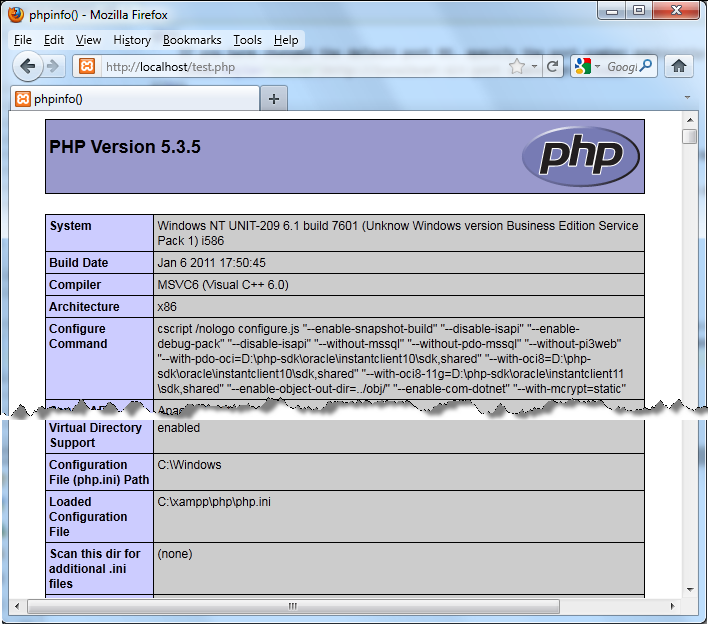 phpinfo() - Mozilla Firefox
File Edit View History Bookmarks Tools Help
http://localhost/test.php
Googl
phpinfo()
PHP Version 5.3.5
php
System
Windows NT UNIT-209 6.1 build 7601 (Unknow Windows version Business Edition Service
Pack 1) i586
Build Date
Jan 6 2011 17:50:45
Compiler
MSVC6 (Visual C++ 6.0)
Architecture
x86
Configure
Command
cscript /nologo configure.js "--enable-snapshot-build" "--disable-isapi" "--enable-
debug-pack" "--disable-isapi" "--without-mssql" "--without-pdo-mssql" "--without-pi3web"
"--with-pdo-oci=D:\php-sdk\oracle\instantclient10\sdk,shared" "--with-oci8=D:\php-
sdk\oracle\instantclient10\sdk,shared" "--with-oci8-11g=D:\php-sdk\oracle\instantclient11
\sdk,shared" "--enable-object-out-dir=../obj/" "--enable-com-dotnet" "--with-mcrypt=static"
Virtual Directory
Support
enabled
Configuration
File (php.ini) Path
C:\Windows
Loaded
Configuration
File
C:\xampp\php\php.ini
Scan this dir for
additional .ini
files
(none)